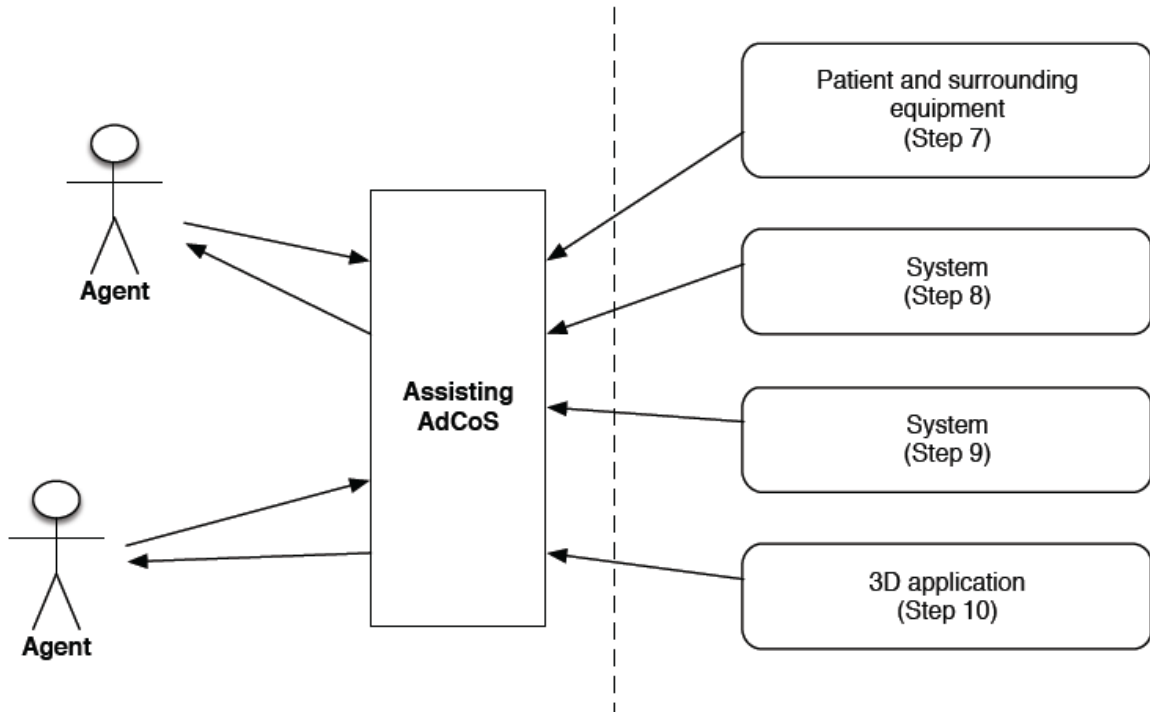 Agent
Agent
Assisting
AdCoS
Patient and surrounding
equipment
(Step 7)
System
(Step 8)
System
(Step 9)
3D application
(Step 10)